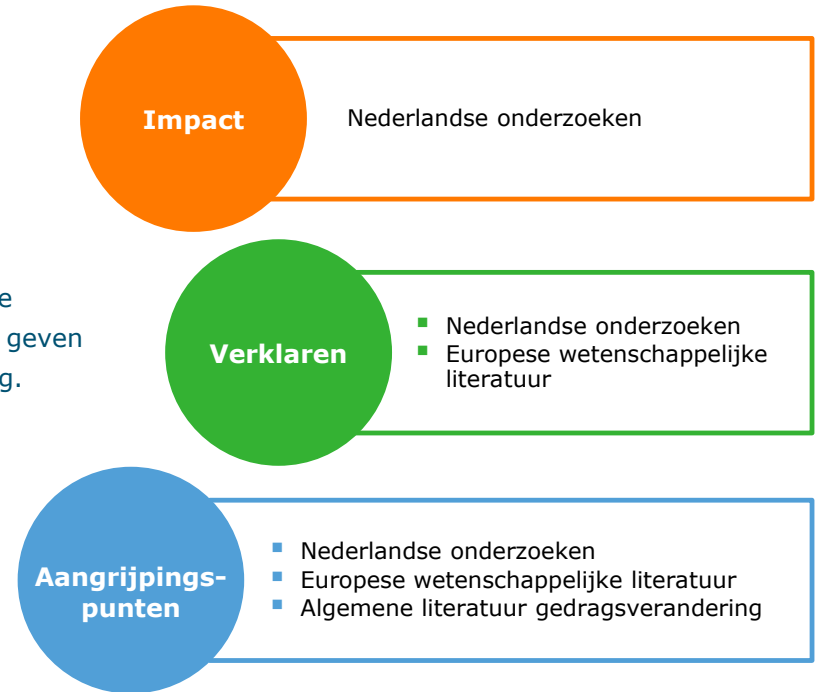 Impact
Nederlandse onderzoeken
e
geven
g.
Verklaren
▪ Nederlandse onderzoeken
▪ Europese wetenschappelijke
literatuur
Aangrijpings-
punten
▪ Nederlandse onderzoeken
▪ Europese wetenschappelijke literatuur
▪ Algemene literatuur gedragsverandering